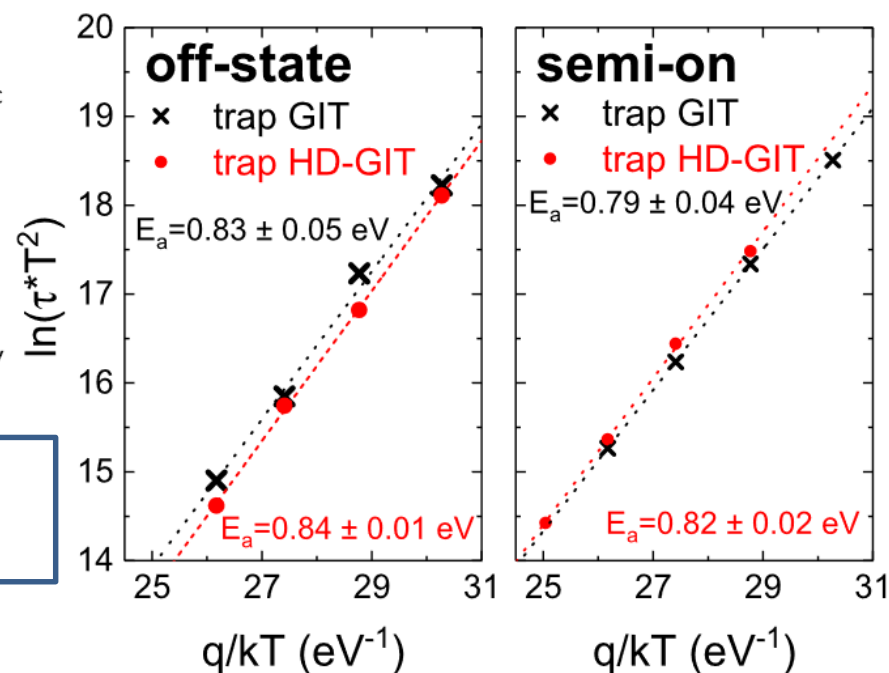 off-state
× trap GIT
● trap HD-GIT
Eₐ=0.83 ± 0.05 eV
Eₐ=0.84 ± 0.01 eV
ln(τ*T²)
20
19
18
17
16
15
14
25 27 29 31
q/kT (eV⁻¹)
semi-on
× trap GIT
● trap HD-GIT
Eₐ=0.79 ± 0.04 eV
Eₐ=0.82 ± 0.02 eV
25 27 29 31
q/kT (eV⁻¹)